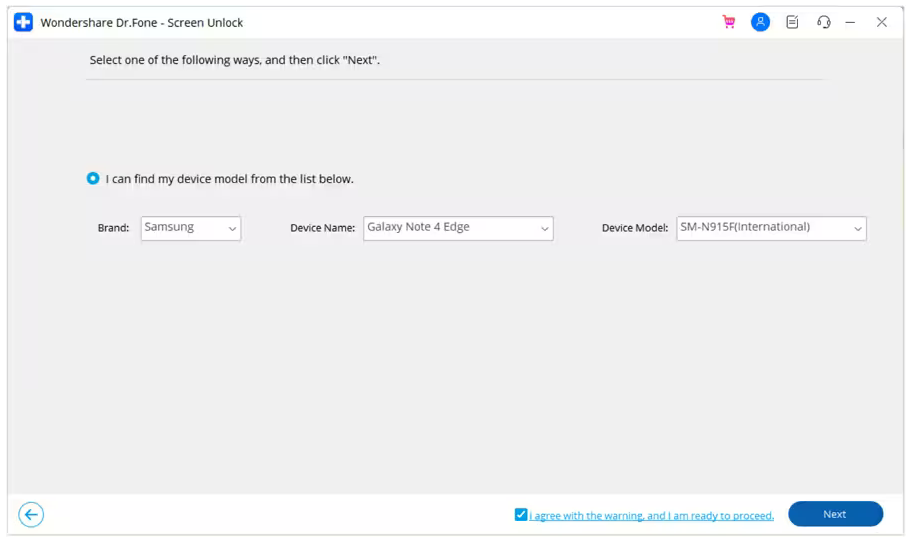 Wondershare Dr.Fone - Screen Unlock
Select one of the following ways, and then click "Next".
I can find my device model from the list below.
Brand: Samsung Device Name: Galaxy Note 4 Edge Device Model: SM-N915F(International)
I agree with the warning, and I am ready to proceed. Next